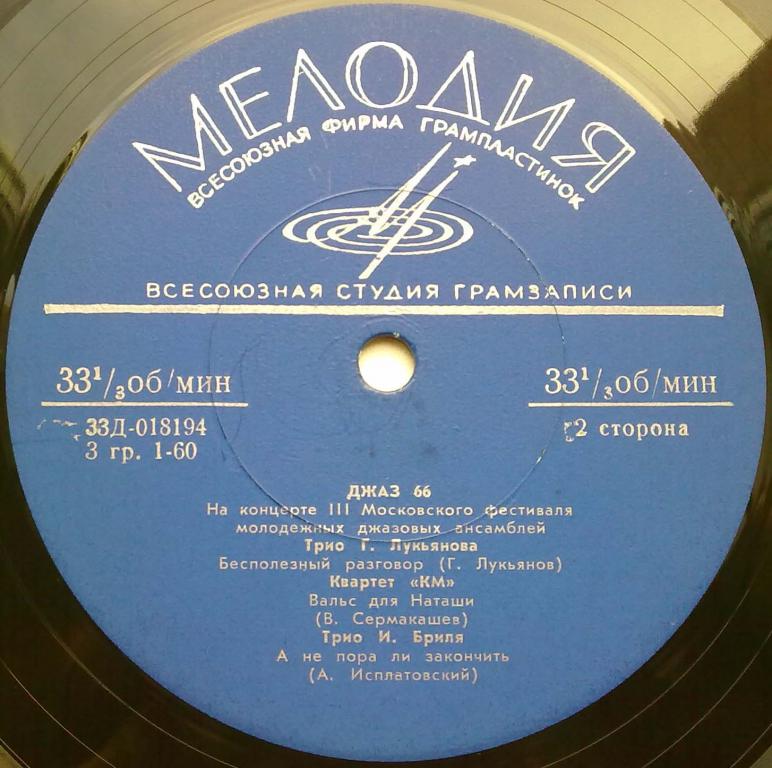 МЕЛОДИЯ
ВСЕСОЮЗНАЯ ФИРМА ГРАМПЛАСТИНОК
ВСЕСОЮЗНАЯ СТУДИЯ ГРАМЗАПИСИ
33¹/₃об/мин 33¹/₃об/мин
33Д-018194 2 сторона
3 гр. 1-60
ДЖАЗ 66
На концерте III Московского фестиваля
молодежных джазовых ансамблей
Трио Г. Лукьянова
Бесполезный разговор (Г. Лукьянов)
Квартет «КМ»
Вальс для Наташи
(В. Сермакашев)
Трио И. Бриля
А не пора ли закончить
(А. Исплатовский)